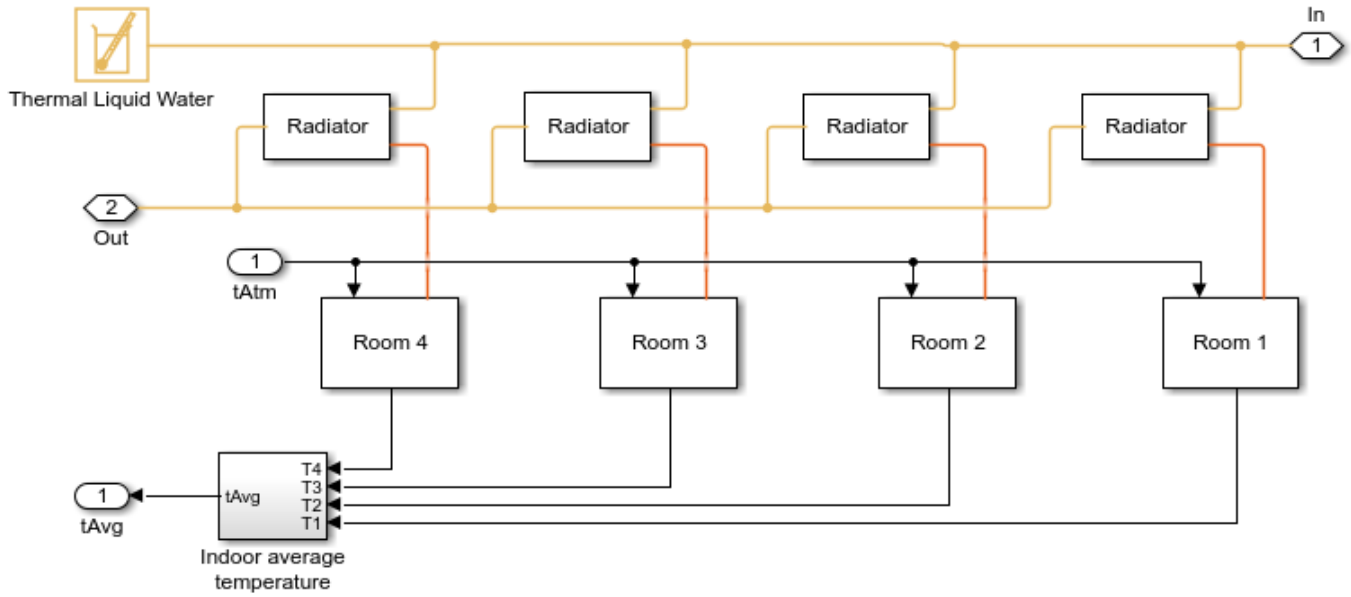 In
1
Thermal Liquid Water
Radiator
Radiator
Radiator
Radiator
2
Out
1
tAtm
Room 4
Room 3
Room 2
Room 1
T4
T3
T2
T1
tAvg
1
tAvg
Indoor average
temperature